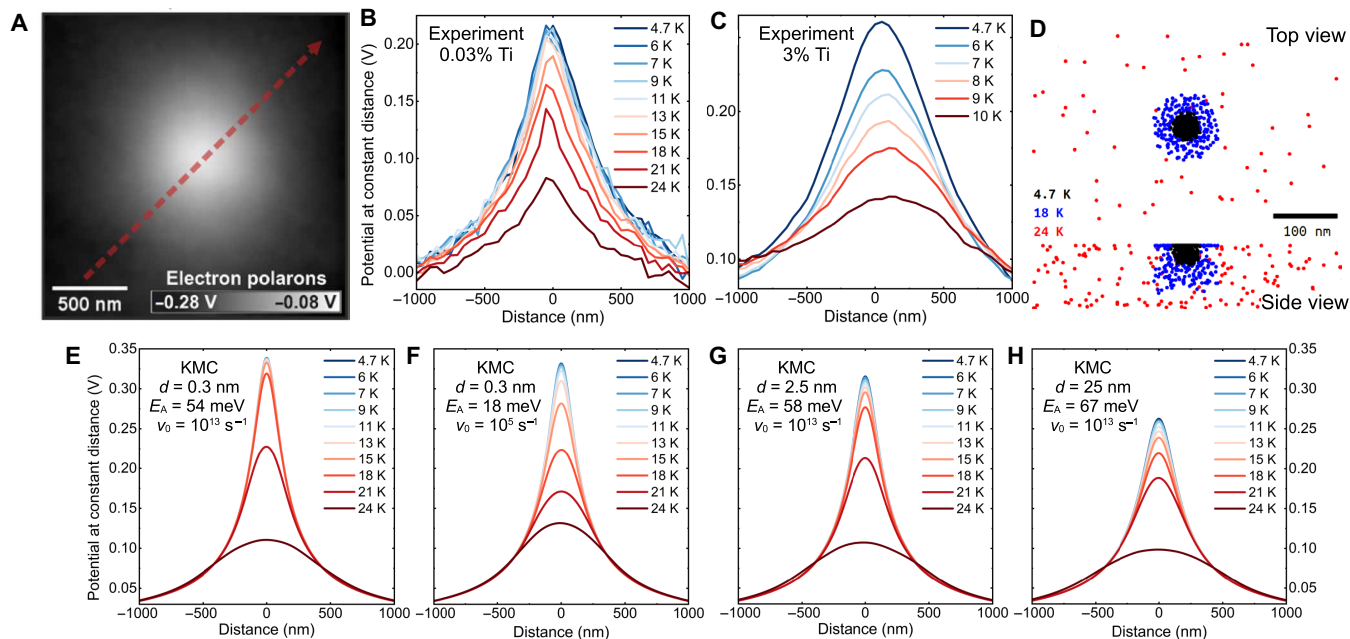 A
Electron polarons
500 nm
−0.28 V
−0.08 V
B
Experiment
0.03% Ti
4.7 K
6 K
7 K
9 K
11 K
13 K
15 K
18 K
21 K
24 K
Potential at constant distance (V)
0.20
0.15
0.10
0.05
0.00
−1000
−500
0
500
1000
Distance (nm)
C
Experiment
3% Ti
4.7 K
6 K
7 K
8 K
9 K
10 K
0.20
0.15
0.10
−1000
−500
0
500
1000
Distance (nm)
D
Top view
4.7 K
18 K
24 K
100 nm
Side view
E
KMC
d = 0.3 nm
E_A = 54 meV
ν₀ = 10¹³ s⁻¹
4.7 K
6 K
7 K
9 K
11 K
13 K
15 K
18 K
21 K
24 K
Potential at constant distance (V)
0.35
0.30
0.25
0.20
0.15
0.10
0.05
−1000
−500
0
500
1000
Distance (nm)
F
KMC
d = 0.3 nm
E_A = 18 meV
ν₀ = 10⁵ s⁻¹
4.7 K
6 K
7 K
9 K
11 K
13 K
15 K
18 K
21 K
24 K
−1000
−500
0
500
1000
Distance (nm)
G
KMC
d = 2.5 nm
E_A = 58 meV
ν₀ = 10¹³ s⁻¹
4.7 K
6 K
7 K
9 K
11 K
13 K
15 K
18 K
21 K
24 K
−1000
−500
0
500
1000
Distance (nm)
H
KMC
d = 25 nm
E_A = 67 meV
ν₀ = 10¹³ s⁻¹
4.7 K
6 K
7 K
9 K
11 K
13 K
15 K
18 K
21 K
24 K
0.35
0.30
0.25
0.20
0.15
0.10
0.05
−1000
−500
0
500
1000
Distance (nm)